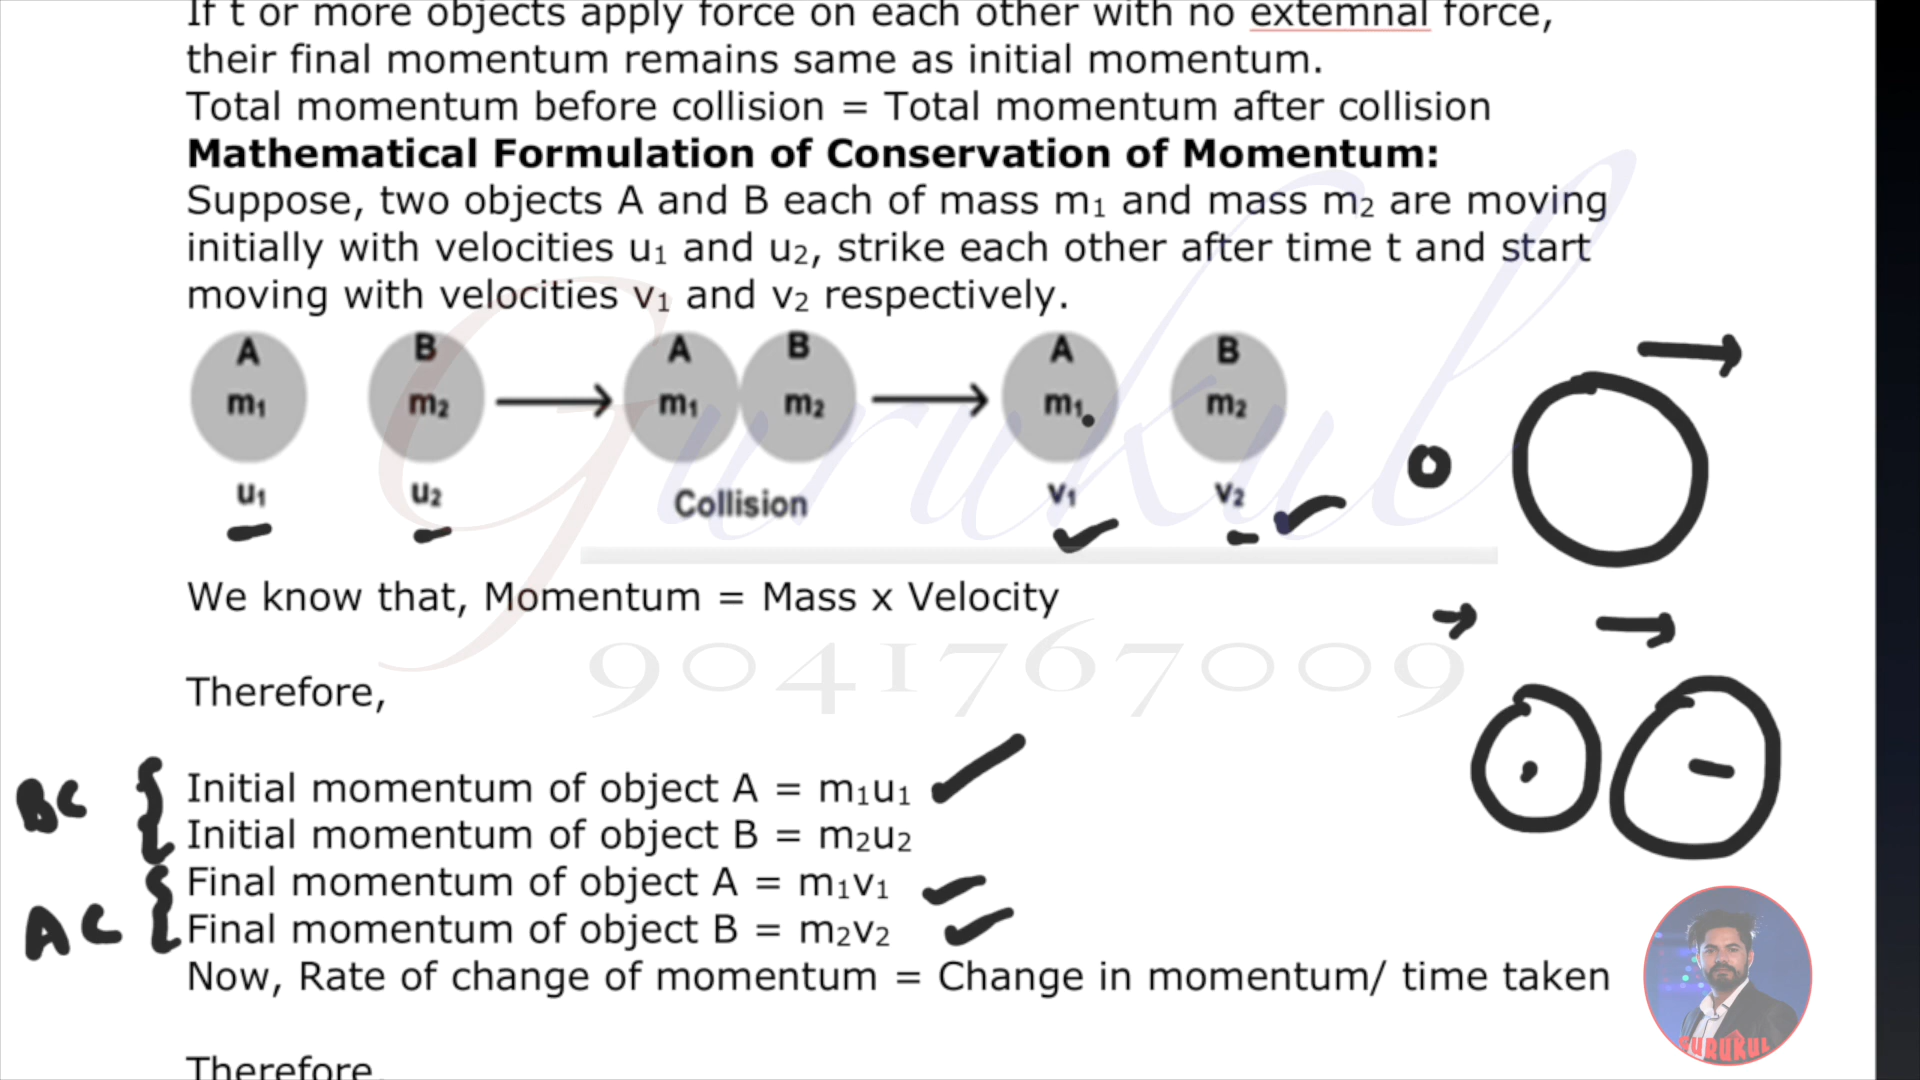 If t or more objects apply force on each other with no extemnal force,
their final momentum remains same as initial momentum.
Total momentum before collision = Total momentum after collision
Mathematical Formulation of Conservation of Momentum:
Suppose, two objects A and B each of mass m₁ and mass m₂ are moving
initially with velocities u₁ and u₂, strike each other after time t and start
moving with velocities v₁ and v₂ respectively.
A B A B A B
m₁ m₂ m₁ m₂ m₁ m₂
u₁ u₂ Collision v₁ v₂
Gurukul
We know that, Momentum = Mass x Velocity
9041767009
Therefore,
BC
Initial momentum of object A = m₁u₁
Initial momentum of object B = m₂u₂
AC
Final momentum of object A = m₁v₁
Final momentum of object B = m₂v₂
Now, Rate of change of momentum = Change in momentum/ time taken
GURUKUL
Therefore,